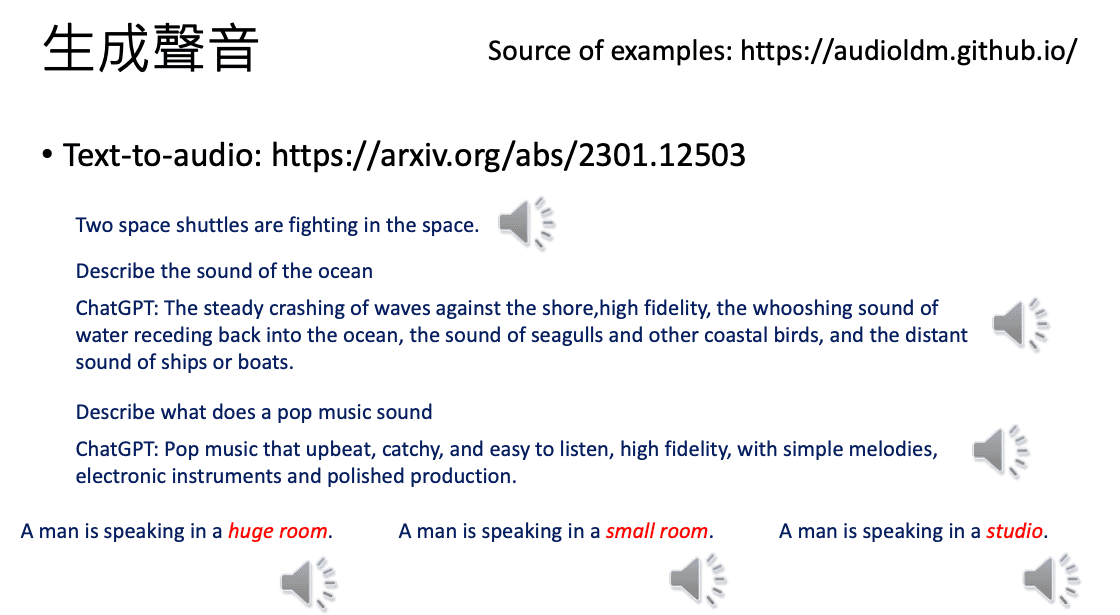 生成聲音
Source of examples: https://audioldm.github.io/
• Text-to-audio: https://arxiv.org/abs/2301.12503
Two space shuttles are fighting in the space.
Describe the sound of the ocean
ChatGPT: The steady crashing of waves against the shore,high fidelity, the whooshing sound of
water receding back into the ocean, the sound of seagulls and other coastal birds, and the distant
sound of ships or boats.
Describe what does a pop music sound
ChatGPT: Pop music that upbeat, catchy, and easy to listen, high fidelity, with simple melodies,
electronic instruments and polished production.
A man is speaking in a huge room.
A man is speaking in a small room.
A man is speaking in a studio.